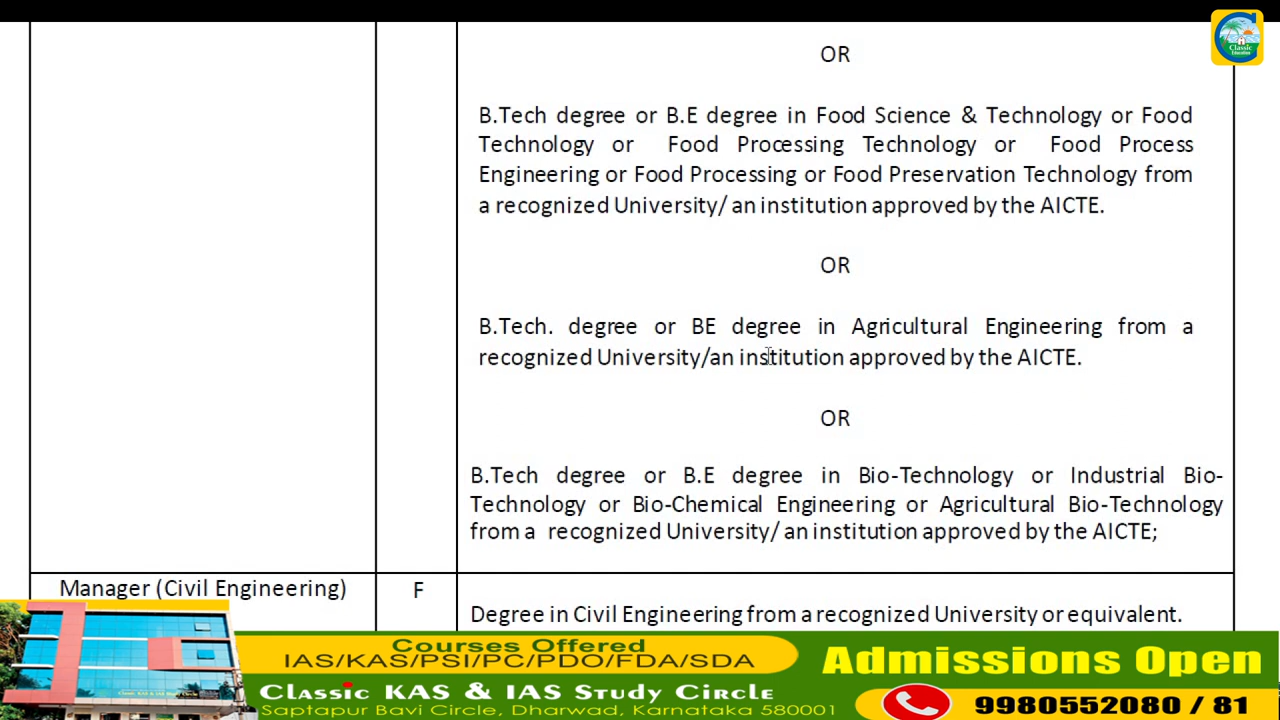 Classic
Education
OR
B.Tech degree or B.E degree in Food Science & Technology or Food
Technology or Food Processing Technology or Food Process
Engineering or Food Processing or Food Preservation Technology from
a recognized University/ an institution approved by the AICTE.
OR
B.Tech. degree or BE degree in Agricultural Engineering from a
recognized University/an institution approved by the AICTE.
OR
B.Tech degree or B.E degree in Bio-Technology or Industrial Bio-
Technology or Bio-Chemical Engineering or Agricultural Bio-Technology
from a recognized University/ an institution approved by the AICTE;
Manager (Civil Engineering)
F
Degree in Civil Engineering from a recognized University or equivalent.
Courses Offered
IAS/KAS/PSI/PC/PDO/FDA/SDA
Classic KAS & IAS Study Circle
Saptapur Bavi Circle, Dharwad, Karnataka 580001
Admissions Open
9980552080 / 81